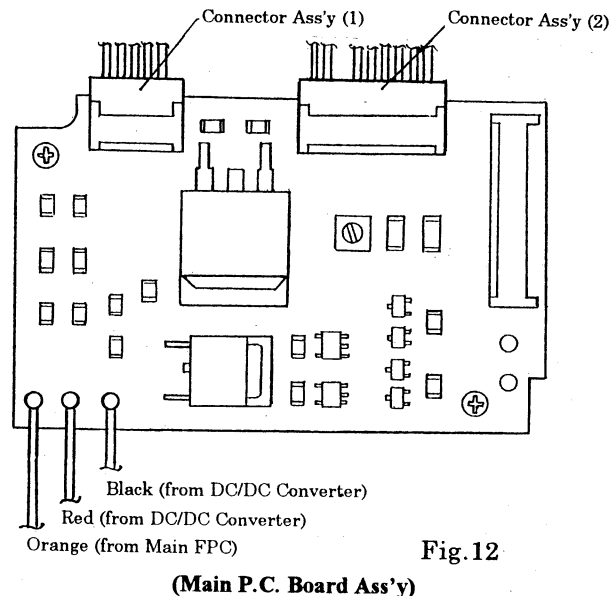 Connector Ass'y (1)
Connector Ass'y (2)
Black (from DC/DC Converter)
Red (from DC/DC Converter)
Orange (from Main FPC)
Fig.12
(Main P.C. Board Ass'y)